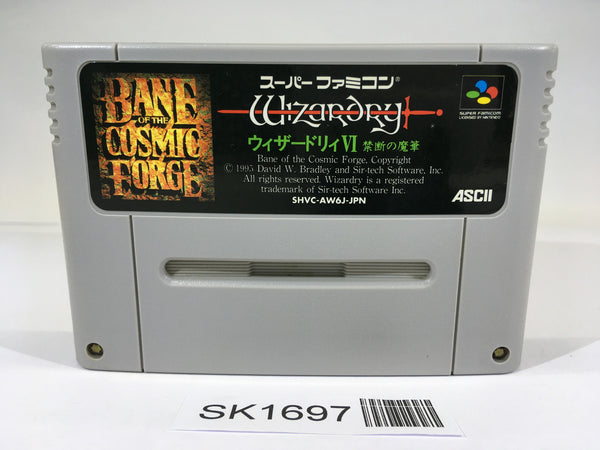 BANE
OF THE
COSMIC
FORGE
スーパーファミコン®
Wizardry
ウィザードリィVI 禁断の魔筆
Bane of the Cosmic Forge, Copyright
© 1995 David W. Bradley and Sir-tech Software, Inc.
All rights reserved. Wizardry is a registered
trademark of Sir-tech Software Inc.
SHVC-AW6J-JPN
SUPER FAMICOM
LICENSED BY NINTENDO
ASCII
SK1697